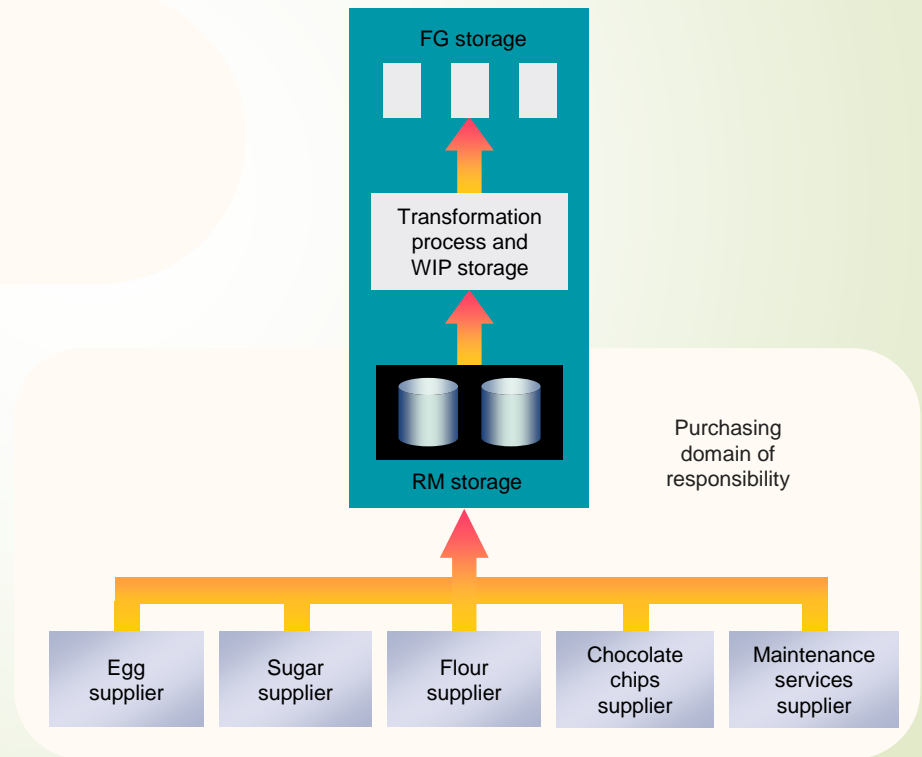 FG storage
Transformation
process and
WIP storage
RM storage
Purchasing
domain of
responsibility
Egg
supplier
Sugar
supplier
Flour
supplier
Chocolate
chips
supplier
Maintenance
services
supplier